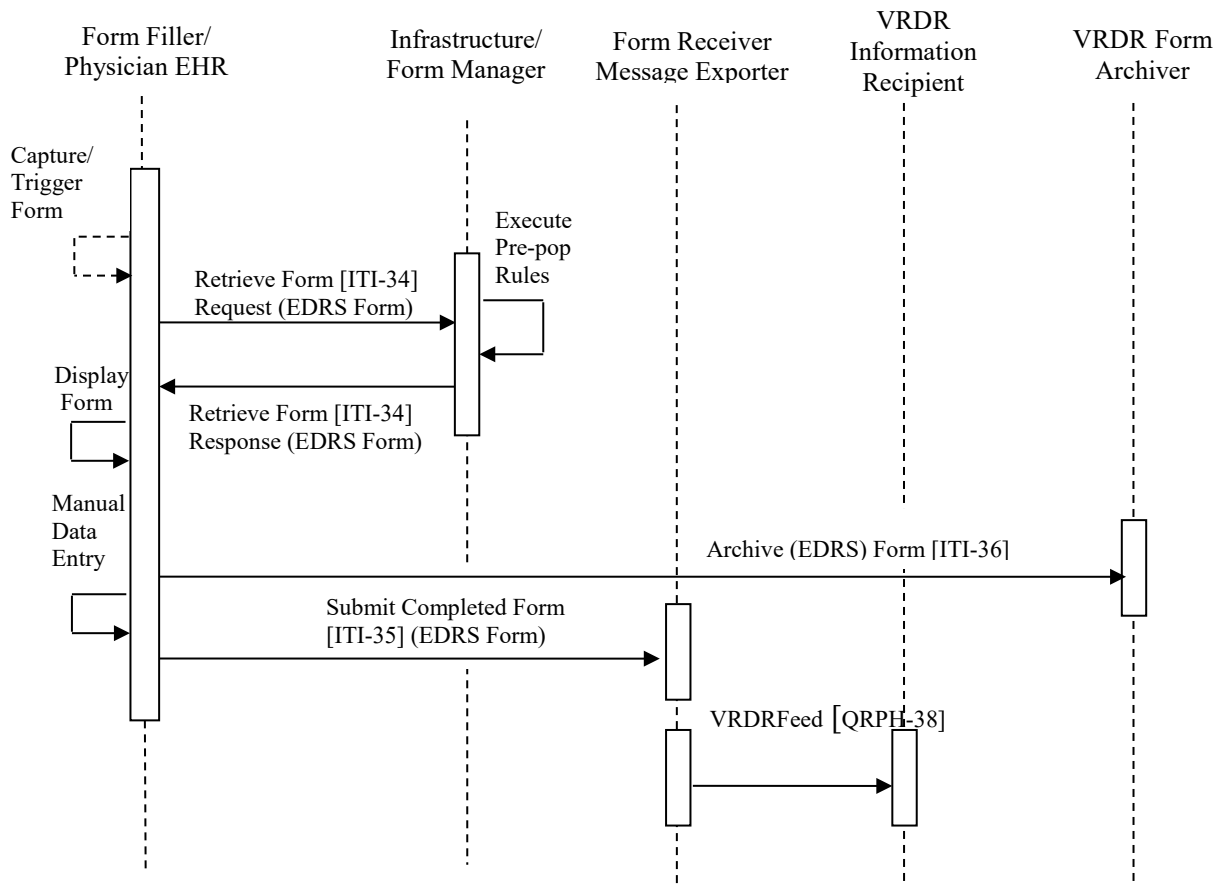 Form Filler/
Physician EHR
Infrastructure/
Form Manager
Form Receiver
Message Exporter
VRDR
Information
Recipient
VRDR Form
Archiver
Capture/
Trigger
Form
Execute
Pre-pop
Rules
Retrieve Form [ITI-34]
Request (EDRS Form)
Display
Form
Retrieve Form [ITI-34]
Response (EDRS Form)
Manual
Data
Entry
Archive (EDRS) Form [ITI-36]
Submit Completed Form
[ITI-35] (EDRS Form)
VRDRFeed [QRPH-38]